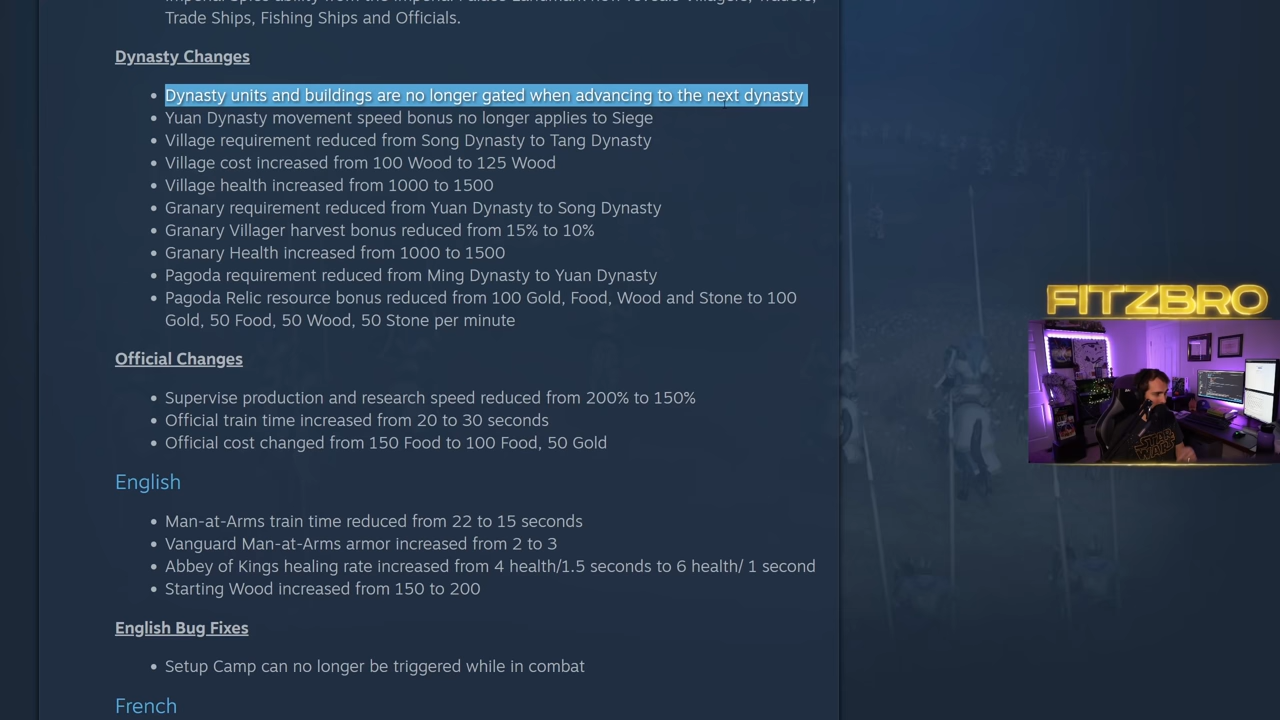 Trade Ships, Fishing Ships and Officials.
Dynasty Changes
Dynasty units and buildings are no longer gated when advancing to the next dynasty
Yuan Dynasty movement speed bonus no longer applies to Siege
Village requirement reduced from Song Dynasty to Tang Dynasty
Village cost increased from 100 Wood to 125 Wood
Village health increased from 1000 to 1500
Granary requirement reduced from Yuan Dynasty to Song Dynasty
Granary Villager harvest bonus reduced from 15% to 10%
Granary Health increased from 1000 to 1500
Pagoda requirement reduced from Ming Dynasty to Yuan Dynasty
Pagoda Relic resource bonus reduced from 100 Gold, Food, Wood and Stone to 100
Gold, 50 Food, 50 Wood, 50 Stone per minute
Official Changes
Supervise production and research speed reduced from 200% to 150%
Official train time increased from 20 to 30 seconds
Official cost changed from 150 Food to 100 Food, 50 Gold
English
Man-at-Arms train time reduced from 22 to 15 seconds
Vanguard Man-at-Arms armor increased from 2 to 3
Abbey of Kings healing rate increased from 4 health/1.5 seconds to 6 health/ 1 second
Starting Wood increased from 150 to 200
English Bug Fixes
Setup Camp can no longer be triggered while in combat
French
FITZBRO
STAR WARS